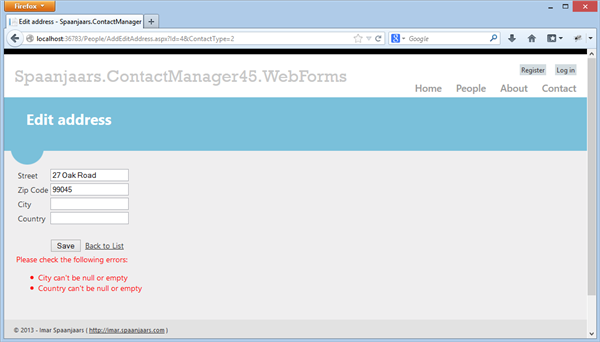 Firefox
Edit address - Spaanjaars.ContactManager
localhost:36783/People/AddEditAddress.aspx?Id=4&ContactType=2
Google
Register Log in
Spaanjaars.ContactManager45.WebForms
Home People About Contact
Edit address
Street 27 Oak Road
Zip Code 99045
City
Country
Save Back to List
Please check the following errors:
City can't be null or empty
Country can't be null or empty
© 2013 - Imar Spaanjaars ( http://imar.spaanjaars.com )